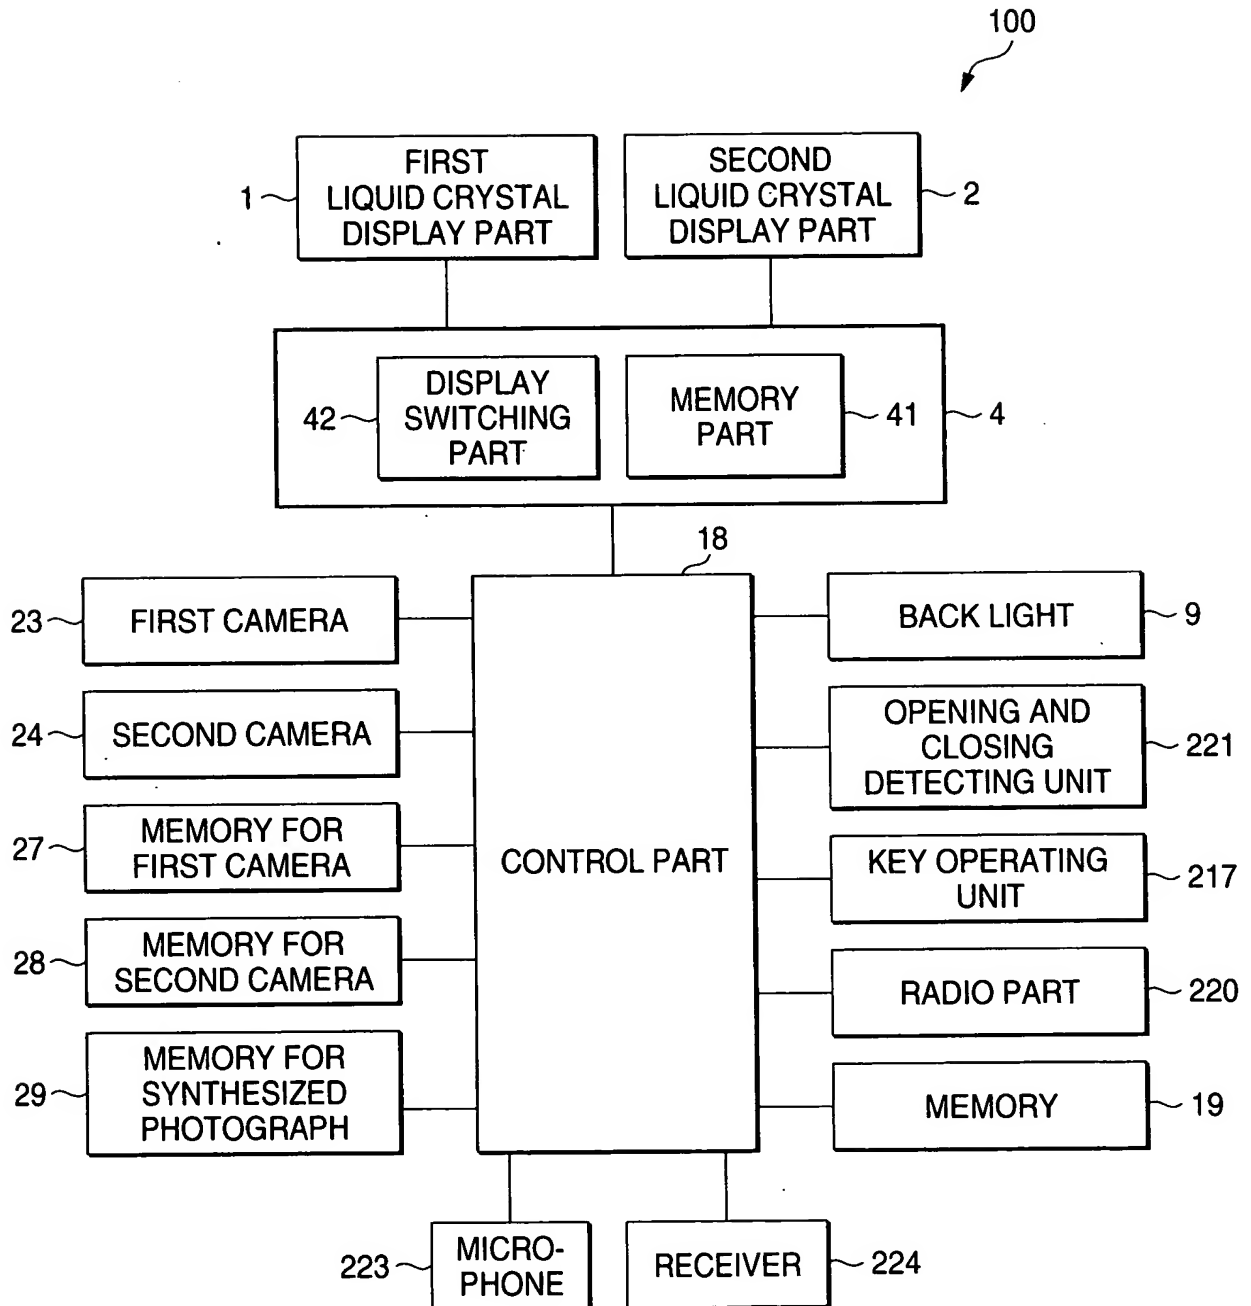 100
FIRST
LIQUID CRYSTAL
DISPLAY PART
1
SECOND
LIQUID CRYSTAL
DISPLAY PART
2
DISPLAY
SWITCHING
PART
42
MEMORY
PART
41
4
18
CONTROL PART
23
FIRST CAMERA
24
SECOND CAMERA
27
MEMORY FOR
FIRST CAMERA
28
MEMORY FOR
SECOND CAMERA
29
MEMORY FOR
SYNTHESIZED
PHOTOGRAPH
BACK LIGHT
9
OPENING AND
CLOSING
DETECTING UNIT
221
KEY OPERATING
UNIT
217
RADIO PART
220
MEMORY
19
223
MICRO-
PHONE
RECEIVER
224